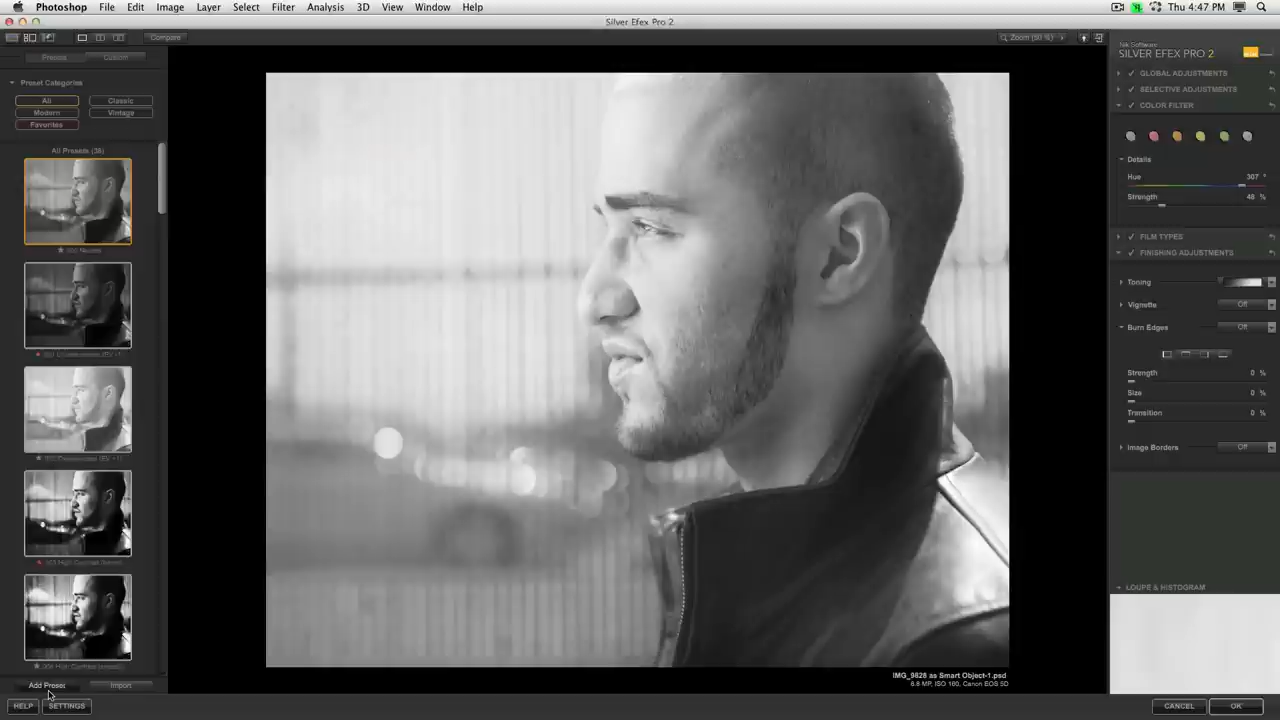 Photoshop File Edit Image Layer Select Filter Analysis 3D View Window Help
Thu 4:47 PM
Silver Efex Pro 2
Compare
Zoom (50 %)
Presets Custom
Preset Categories
All Classic
Modern Vintage
Favorites
All Presets (38)
Add Preset Import
HELP SETTINGS
IMG_9828 as Smart Object-1.psd
Nik Software
SILVER EFEX PRO 2
GLOBAL ADJUSTMENTS
SELECTIVE ADJUSTMENTS
COLOR FILTER
Details
Hue 307 °
Strength 48 %
FILM TYPES
FINISHING ADJUSTMENTS
Toning
Vignette Off
Burn Edges Off
Strength 0 %
Size 0 %
Transition 0 %
Image Borders Off
LOUPE & HISTOGRAM
CANCEL OK